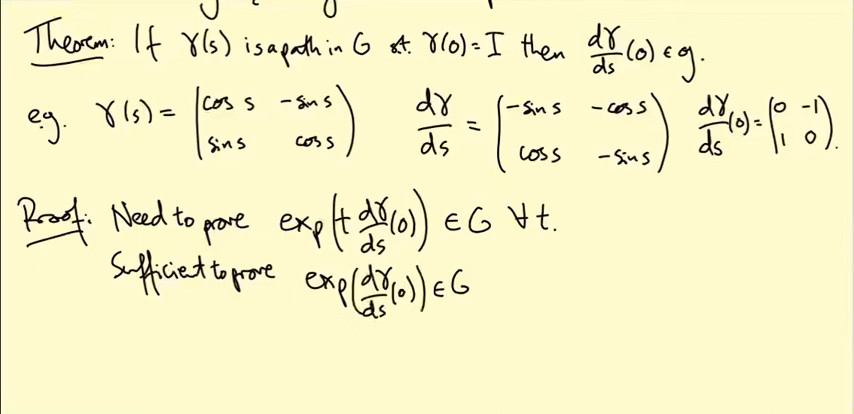 Theorem: If γ(s) is a path in G st. γ(0) = I then dγ/ds (0) ∈ g.
e.g. γ(s) = (cos s -sin s / sin s cos s) dγ/ds = (-sin s -cos s / cos s -sin s) dγ/ds (0) = (0 -1 / 1 0).
Proof: Need to prove exp(t dγ/ds (0)) ∈ G ∀ t.
Sufficient to prove exp(dγ/ds (0)) ∈ G